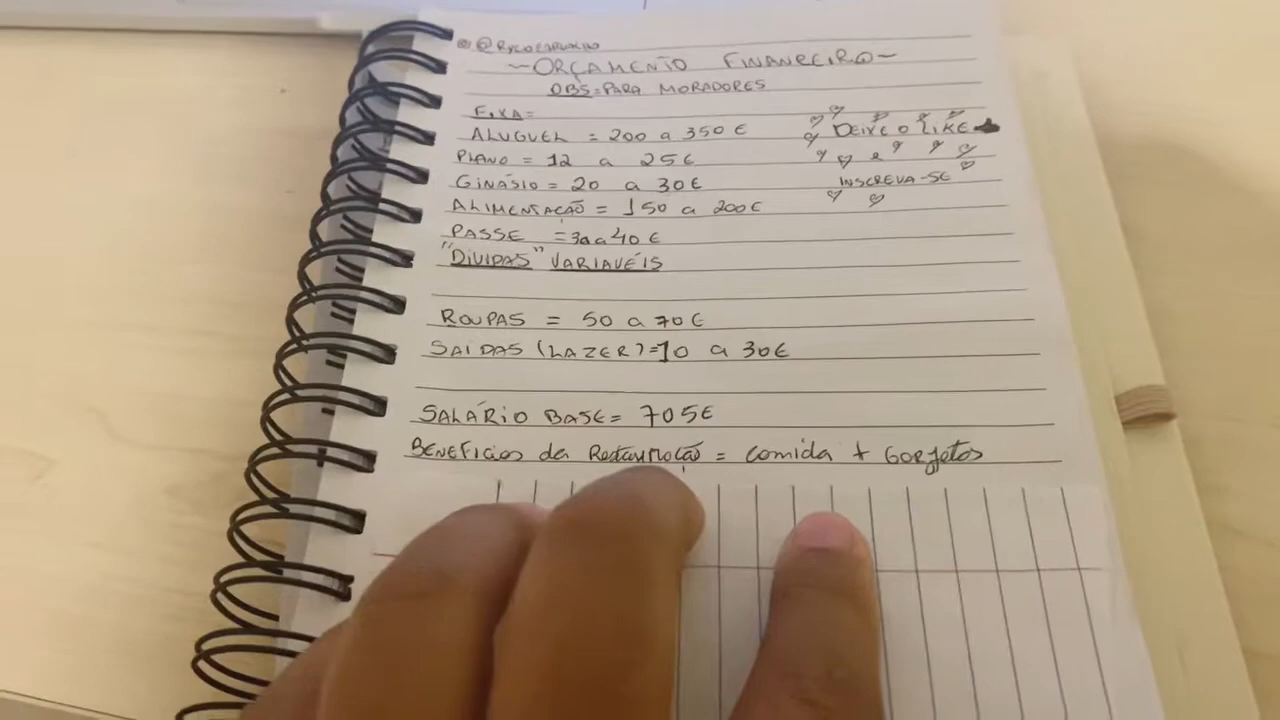 ~ORÇAMENTO FINANCEIRO~
OBS=PARA MORADORES
FIXA=
ALUGUEL = 200 a 350 €
DEIXE O LIKE
PLANO = 12 a 25€
GINÁSIO = 20 a 30€
INSCREVA-SE
ALIMENTAÇÃO = 150 a 200€
PASSE = 30 a 40 €
"DIVIDAS" VARIAVÉIS
ROUPAS = 50 a 70€
SAIDAS (LAZER)=10 a 30€
SALÁRIO BASE= 705€
BENEFICIOS da Restauração = Comida + Gorjetas